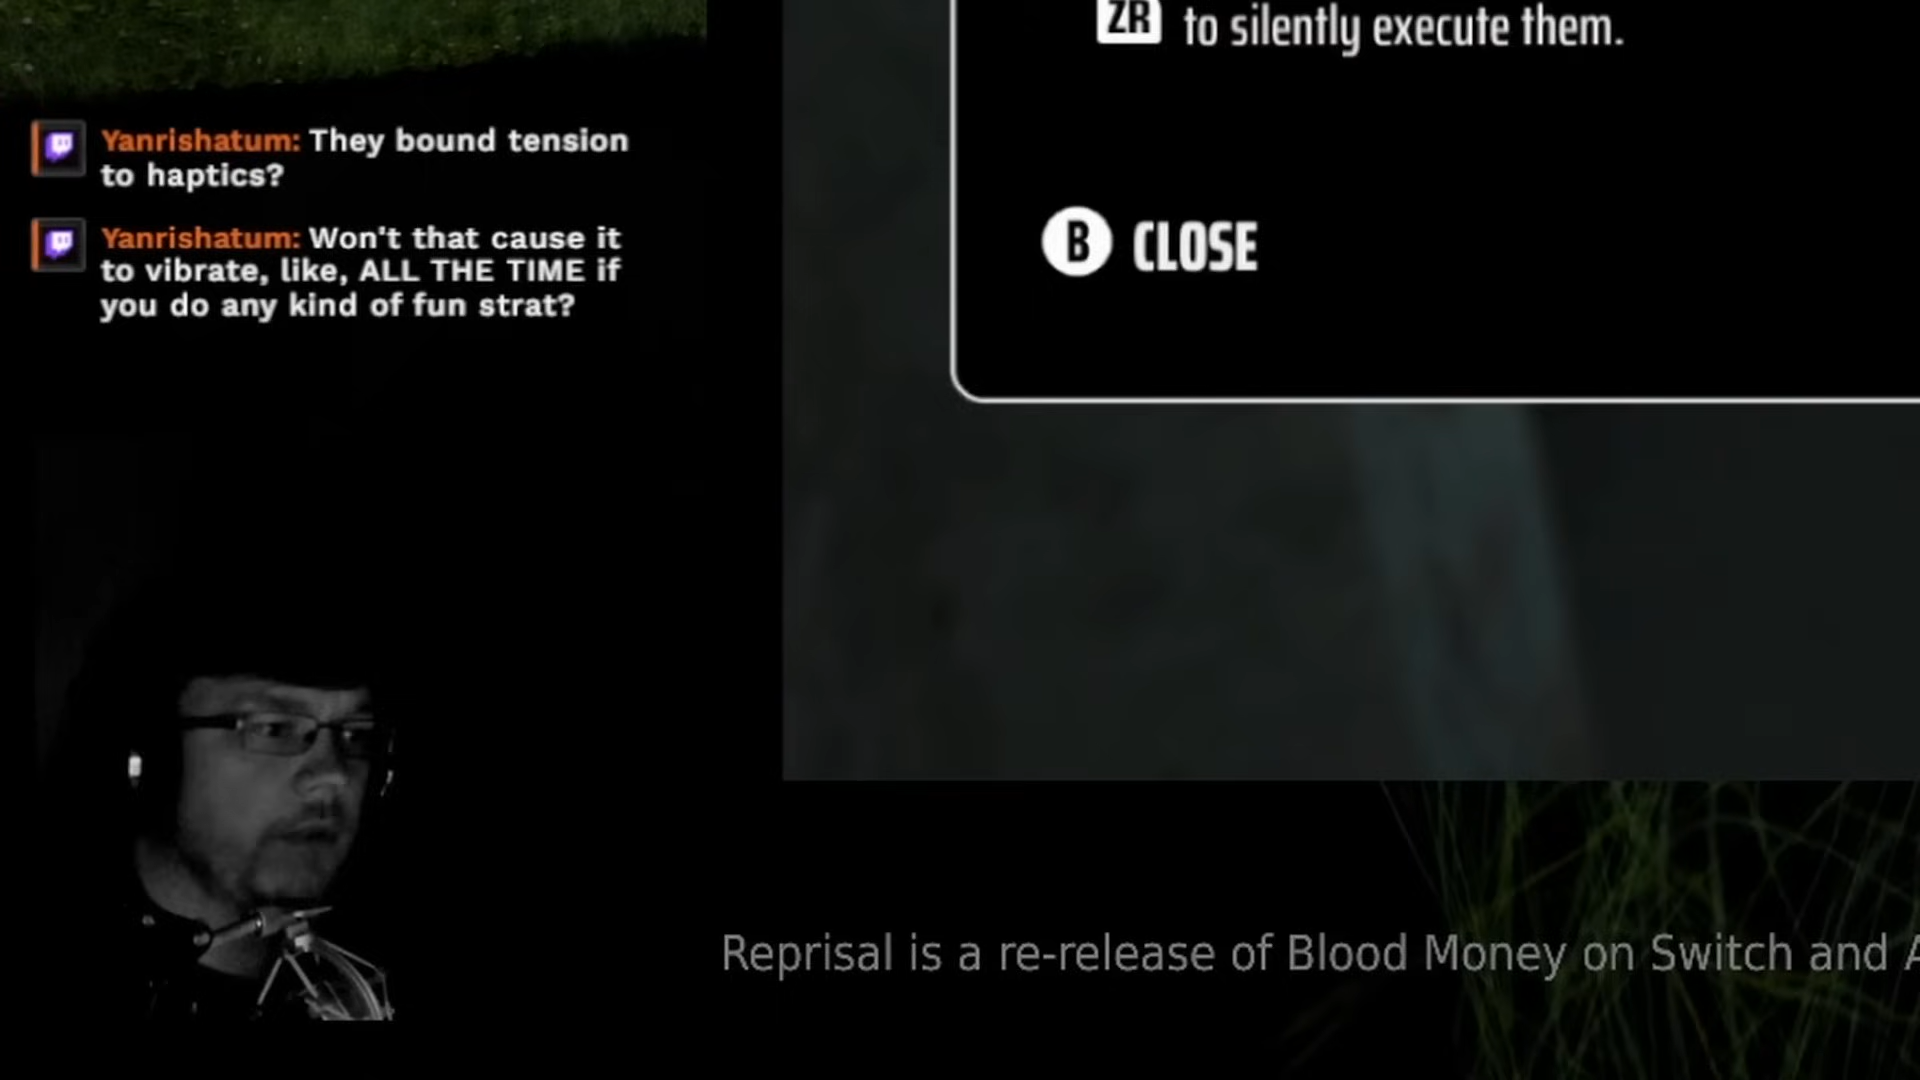 ZR to silently execute them.
Yanrishatum: They bound tension
to haptics?
Yanrishatum: Won't that cause it
to vibrate, like, ALL THE TIME if
you do any kind of fun strat?
B CLOSE
Reprisal is a re-release of Blood Money on Switch and A